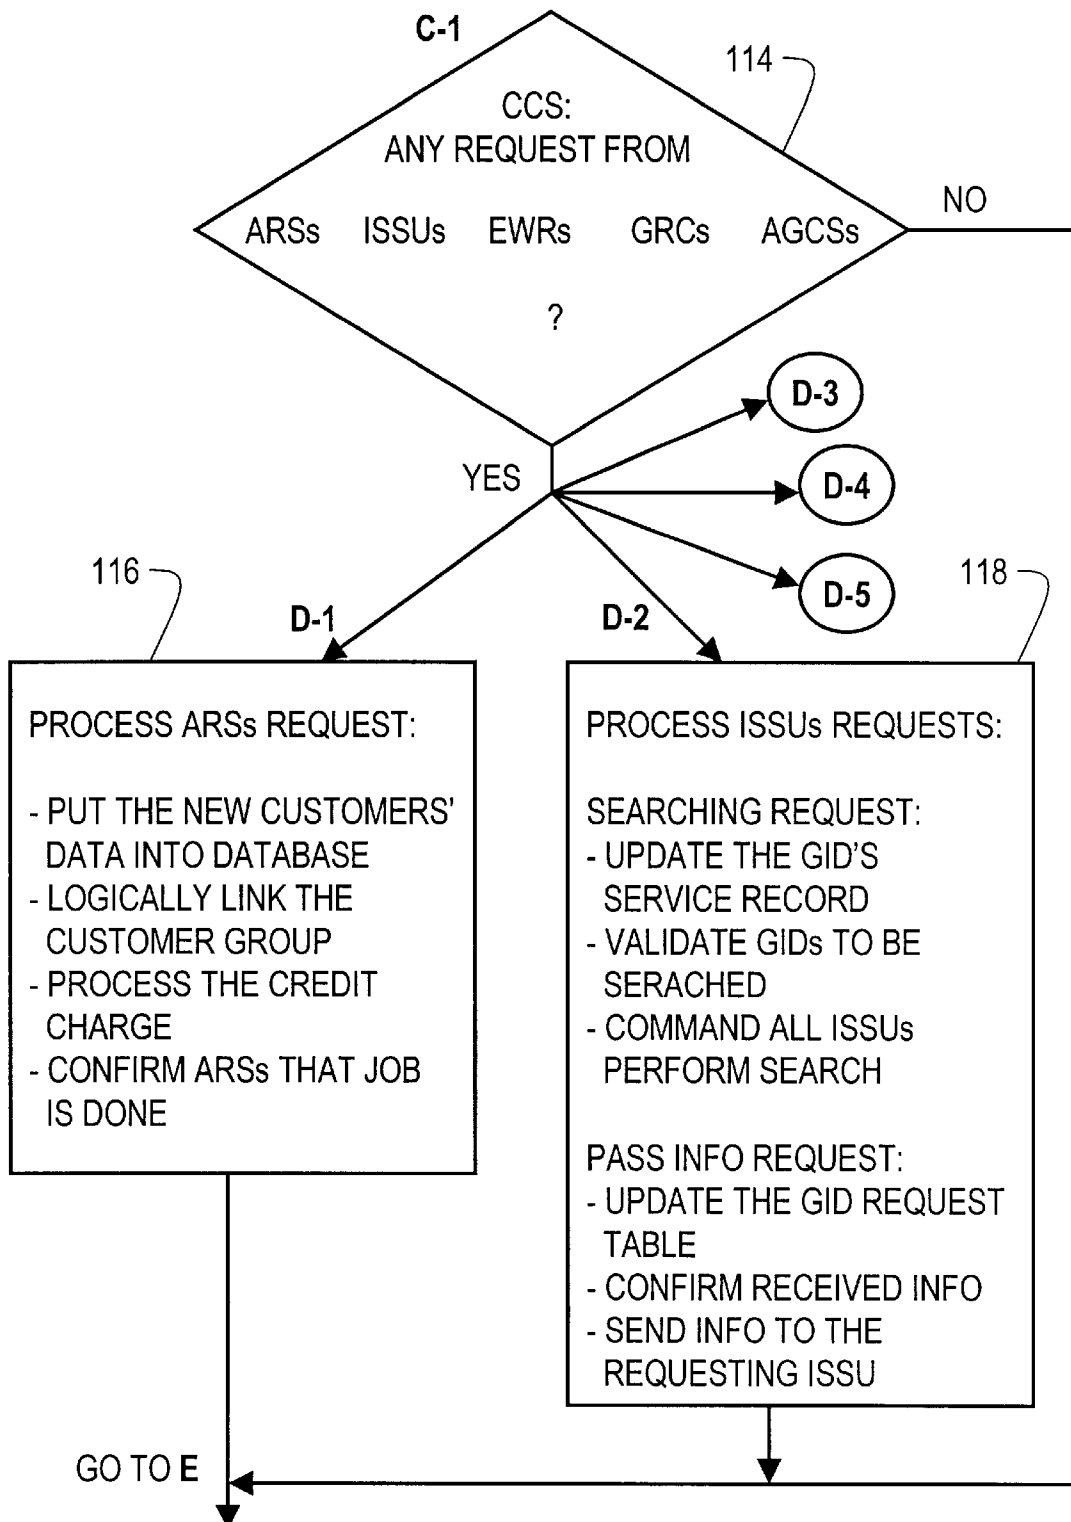 C-1
114
CCS:
ANY REQUEST FROM
ARSs ISSUs EWRs GRCs AGCSs
?
NO
YES
D-3
D-4
D-5
116
D-1
D-2
118
PROCESS ARSs REQUEST:
- PUT THE NEW CUSTOMERS'
DATA INTO DATABASE
- LOGICALLY LINK THE
CUSTOMER GROUP
- PROCESS THE CREDIT
CHARGE
- CONFIRM ARSs THAT JOB
IS DONE
PROCESS ISSUs REQUESTS:
SEARCHING REQUEST:
- UPDATE THE GID'S
SERVICE RECORD
- VALIDATE GIDs TO BE
SERACHED
- COMMAND ALL ISSUs
PERFORM SEARCH
PASS INFO REQUEST:
- UPDATE THE GID REQUEST
TABLE
- CONFIRM RECEIVED INFO
- SEND INFO TO THE
REQUESTING ISSU
GO TO E